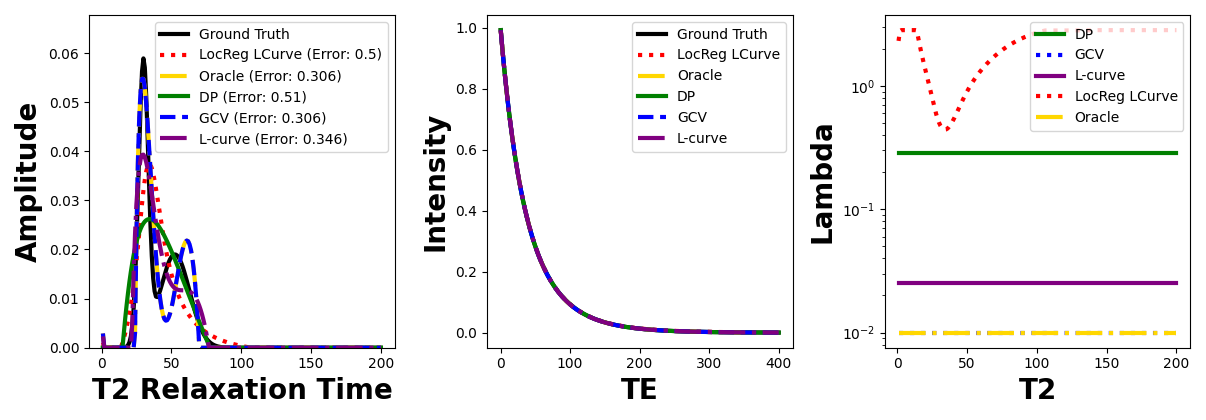 Amplitude
0.06
0.05
0.04
0.03
0.02
0.01
0.00
0
50
100
150
200
T2 Relaxation Time
Ground Truth
LocReg LCurve (Error: 0.5)
Oracle (Error: 0.306)
DP (Error: 0.51)
GCV (Error: 0.306)
L-curve (Error: 0.346)
Intensity
1.0
0.8
0.6
0.4
0.2
0.0
0
100
200
300
400
TE
Ground Truth
LocReg LCurve
Oracle
DP
GCV
L-curve
Lambda
10⁰
10⁻¹
10⁻²
0
50
100
150
200
T2
DP
GCV
L-curve
LocReg LCurve
Oracle